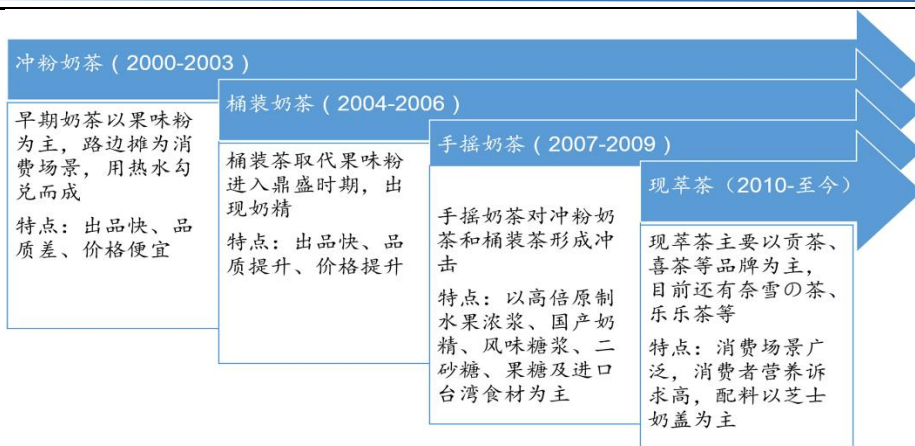 冲粉奶茶（2000-2003）
早期奶茶以果味粉
为主，路边摊为消
费场景，用热水勾
兑而成
特点：出品快、品
质差、价格便宜
桶装奶茶（2004-2006）
桶装茶取代果味粉
进入鼎盛时期，出
现奶精
特点：出品快、品
质提升、价格提升
手摇奶茶（2007-2009）
手摇奶茶对冲粉奶
茶和桶装茶形成冲
击
特点：以高倍原制
水果浓浆、国产奶
精、风味糖浆、二
砂糖、果糖及进口
台湾食材为主
现萃茶（2010-至今）
现萃茶主要以贡茶、
喜茶等品牌为主，
目前还有奈雪の茶、
乐乐茶等
特点：消费场景广
泛，消费者营养诉
求高，配料以芝士
奶盖为主